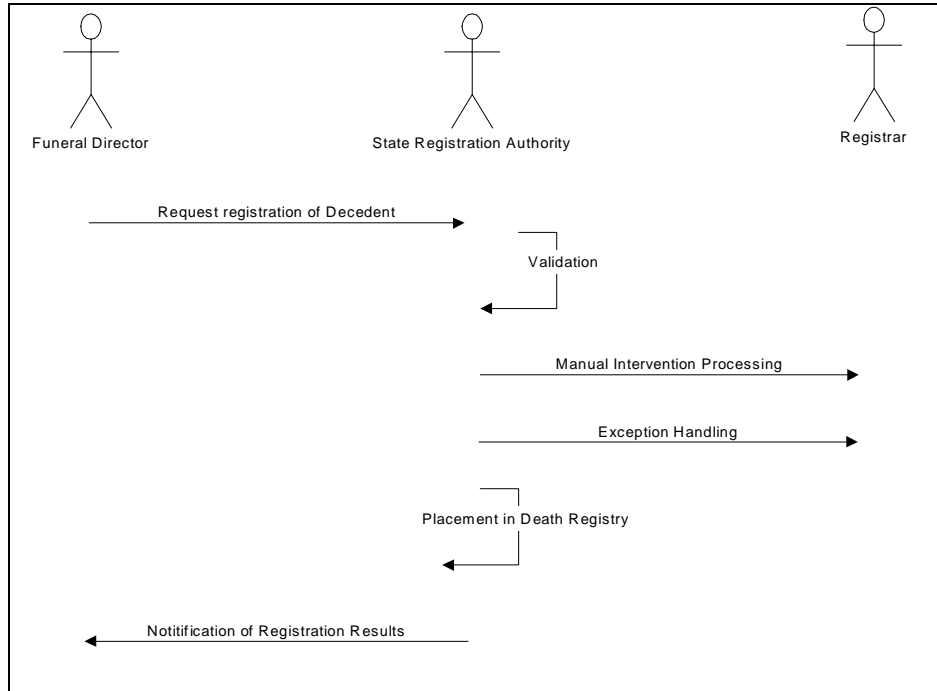 Funeral Director
State Registration Authority
Registrar
Request registration of Decedent
Validation
Manual Intervention Processing
Exception Handling
Placement in Death Registry
Notitification of Registration Results